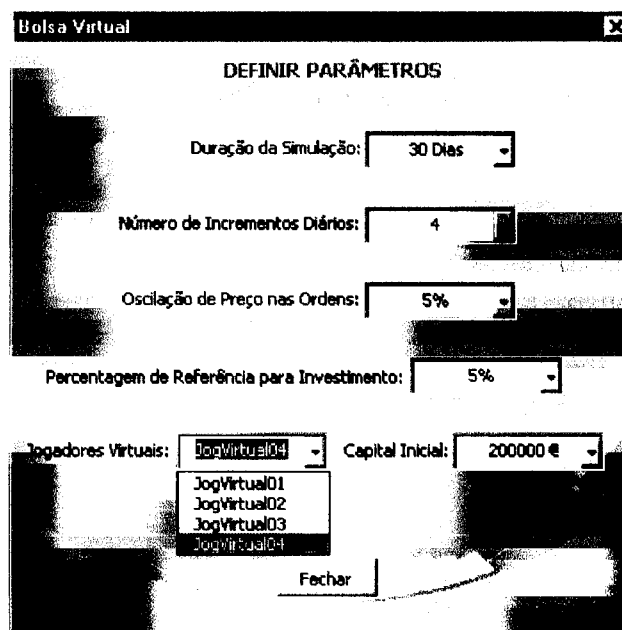 Bolsa Virtual
DEFINIR PARÂMETROS
Duração da Simulação: 30 Dias
Número de Incrementos Diários: 4
Oscilação de Preço nas Ordens: 5%
Percentagem de Referência para Investimento: 5%
Jogadores Virtuais: JogVirtual04 Capital Inicial: 200000 €
JogVirtual01
JogVirtual02
JogVirtual03
JogVirtual04
Fechar